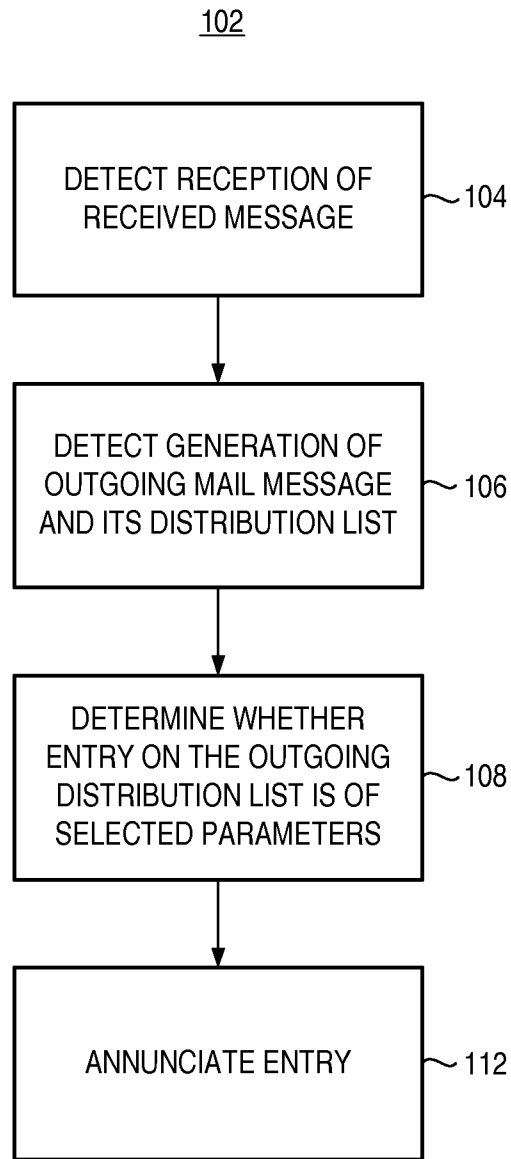 102
DETECT RECEPTION OF
RECEIVED MESSAGE
104
DETECT GENERATION OF
OUTGOING MAIL MESSAGE
AND ITS DISTRIBUTION LIST
106
DETERMINE WHETHER
ENTRY ON THE OUTGOING
DISTRIBUTION LIST IS OF
SELECTED PARAMETERS
108
ANNUNCIATE ENTRY
112